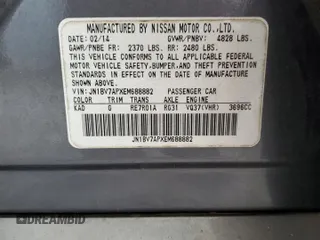 MANUFACTURED BY NISSAN MOTOR CO.,LTD.
DATE: 02/14 GVWR/PNBV: 4828 LBS.
GAWR/PNBE FR: 2370 LBS. RR: 2480 LBS.
THIS VEHICLE CONFORMS TO ALL APPLICABLE FEDERAL
MOTOR VEHICLE SAFETY,BUMPER,AND THEFT PREVENTION
STANDARDS IN EFFECT ON THE DATE OF MANUFACTURE
SHOWN ABOVE.
VIN: JN1BV7APXEM688882 PASSENGER CAR
COLOR TRIM TRANS AXLE ENGINE
KAD G RE7R01A RG31 VQ37(VHR) 3696CC
JN1BV7APXEM688882
© REAMBID